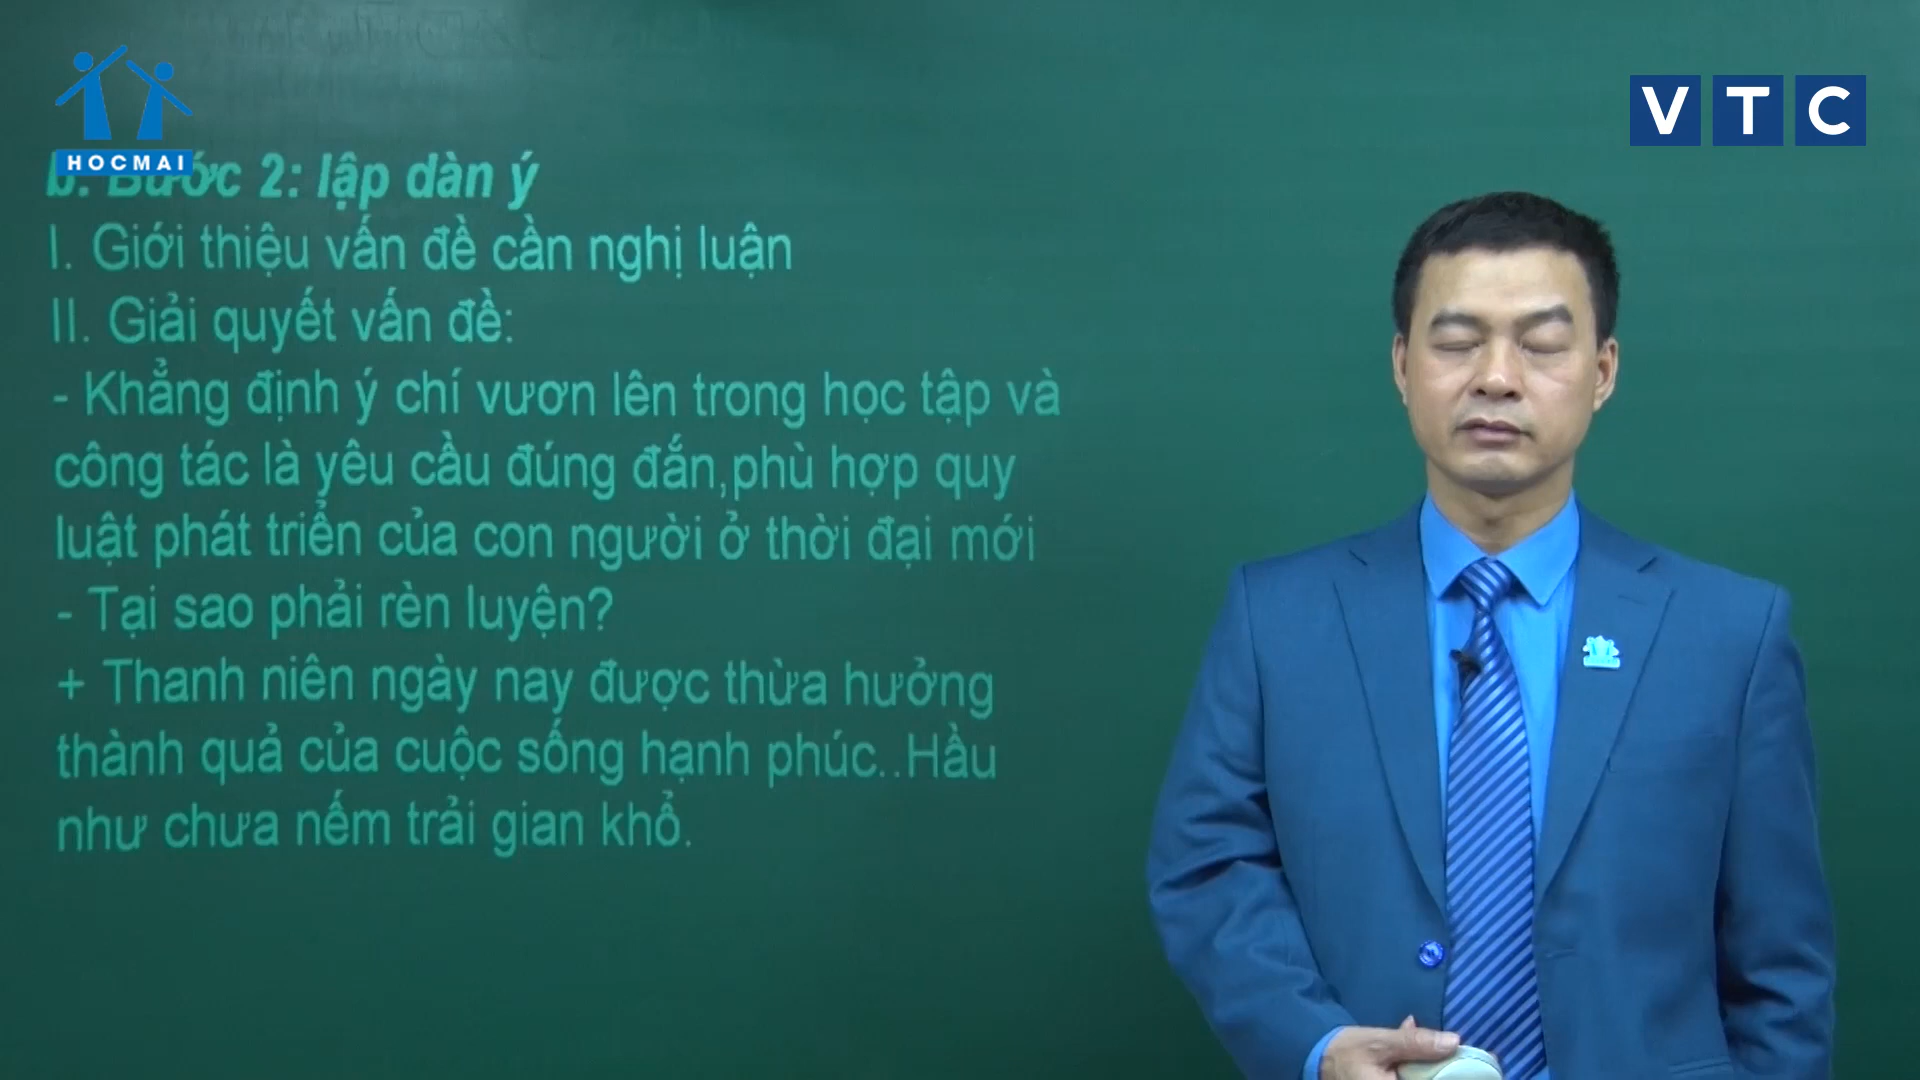 HOCMAI
VTC
b. Bước 2: lập dàn ý
I. Giới thiệu vấn đề cần nghị luận
II. Giải quyết vấn đề:
- Khẳng định ý chí vươn lên trong học tập và
công tác là yêu cầu đúng đắn,phù hợp quy
luật phát triển của con người ở thời đại mới
- Tại sao phải rèn luyện?
+ Thanh niên ngày nay được thừa hưởng
thành quả của cuộc sống hạnh phúc..Hầu
như chưa nếm trải gian khổ.